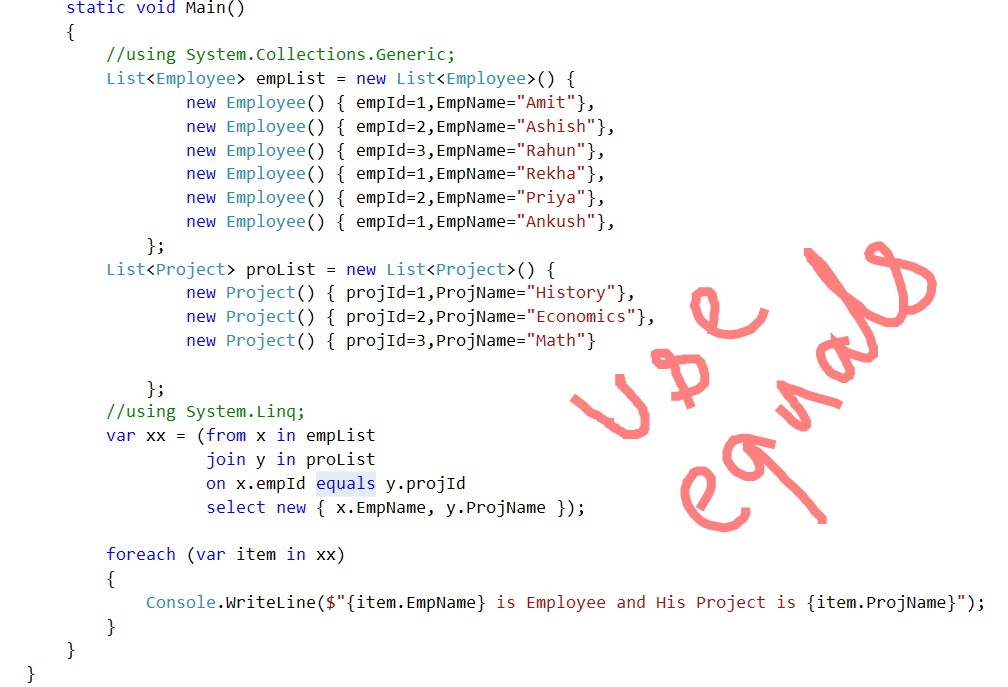 static void Main()
{
//using System.Collections.Generic;
List<Employee> empList = new List<Employee>() {
new Employee() { empId=1,EmpName="Amit"},
new Employee() { empId=2,EmpName="Ashish"},
new Employee() { empId=3,EmpName="Rahun"},
new Employee() { empId=1,EmpName="Rekha"},
new Employee() { empId=2,EmpName="Priya"},
new Employee() { empId=1,EmpName="Ankush"},
};
List<Project> proList = new List<Project>() {
new Project() { projId=1,ProjName="History"},
new Project() { projId=2,ProjName="Economics"},
new Project() { projId=3,ProjName="Math"}
};
//using System.Linq;
var xx = (from x in empList
join y in proList
on x.empId equals y.projId
select new { x.EmpName, y.ProjName });
foreach (var item in xx)
{
Console.WriteLine($"{item.EmpName} is Employee and His Project is {item.ProjName}");
}
}
}
use
equals